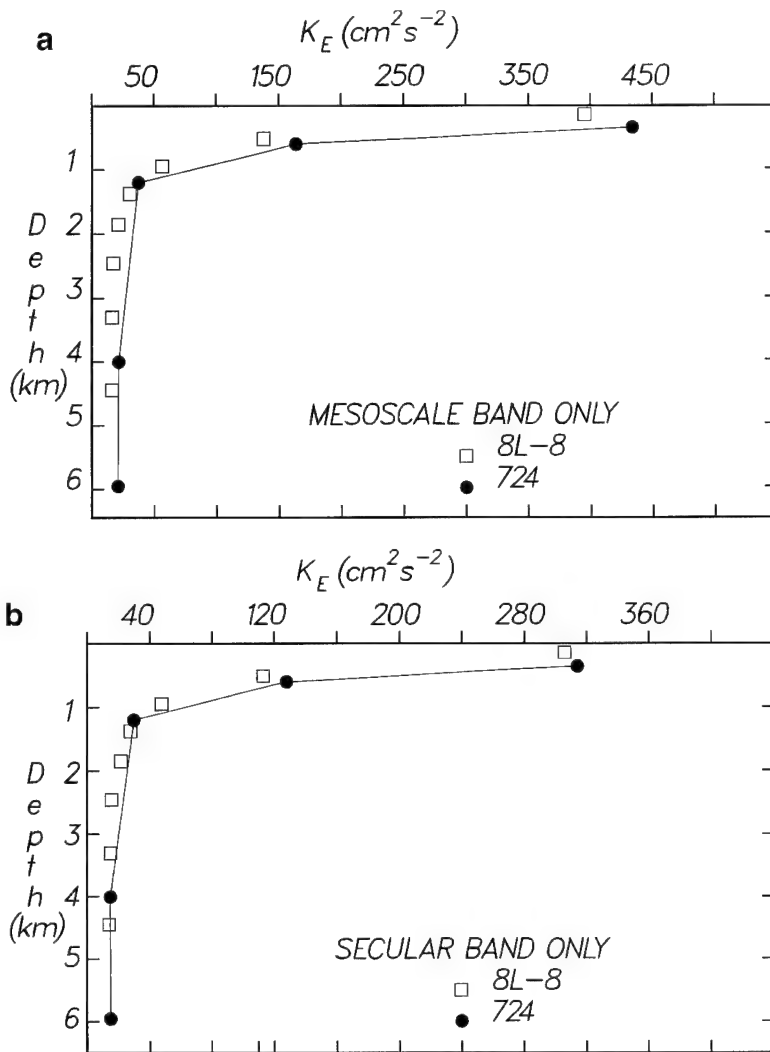 a
K_E (cm²s⁻²)
50 150 250 350 450
1
2
3
4
5
6
Depth
(km)
MESOSCALE BAND ONLY
8L-8
724
b
K_E (cm²s⁻²)
40 120 200 280 360
1
2
3
4
5
6
Depth
(km)
SECULAR BAND ONLY
8L-8
724